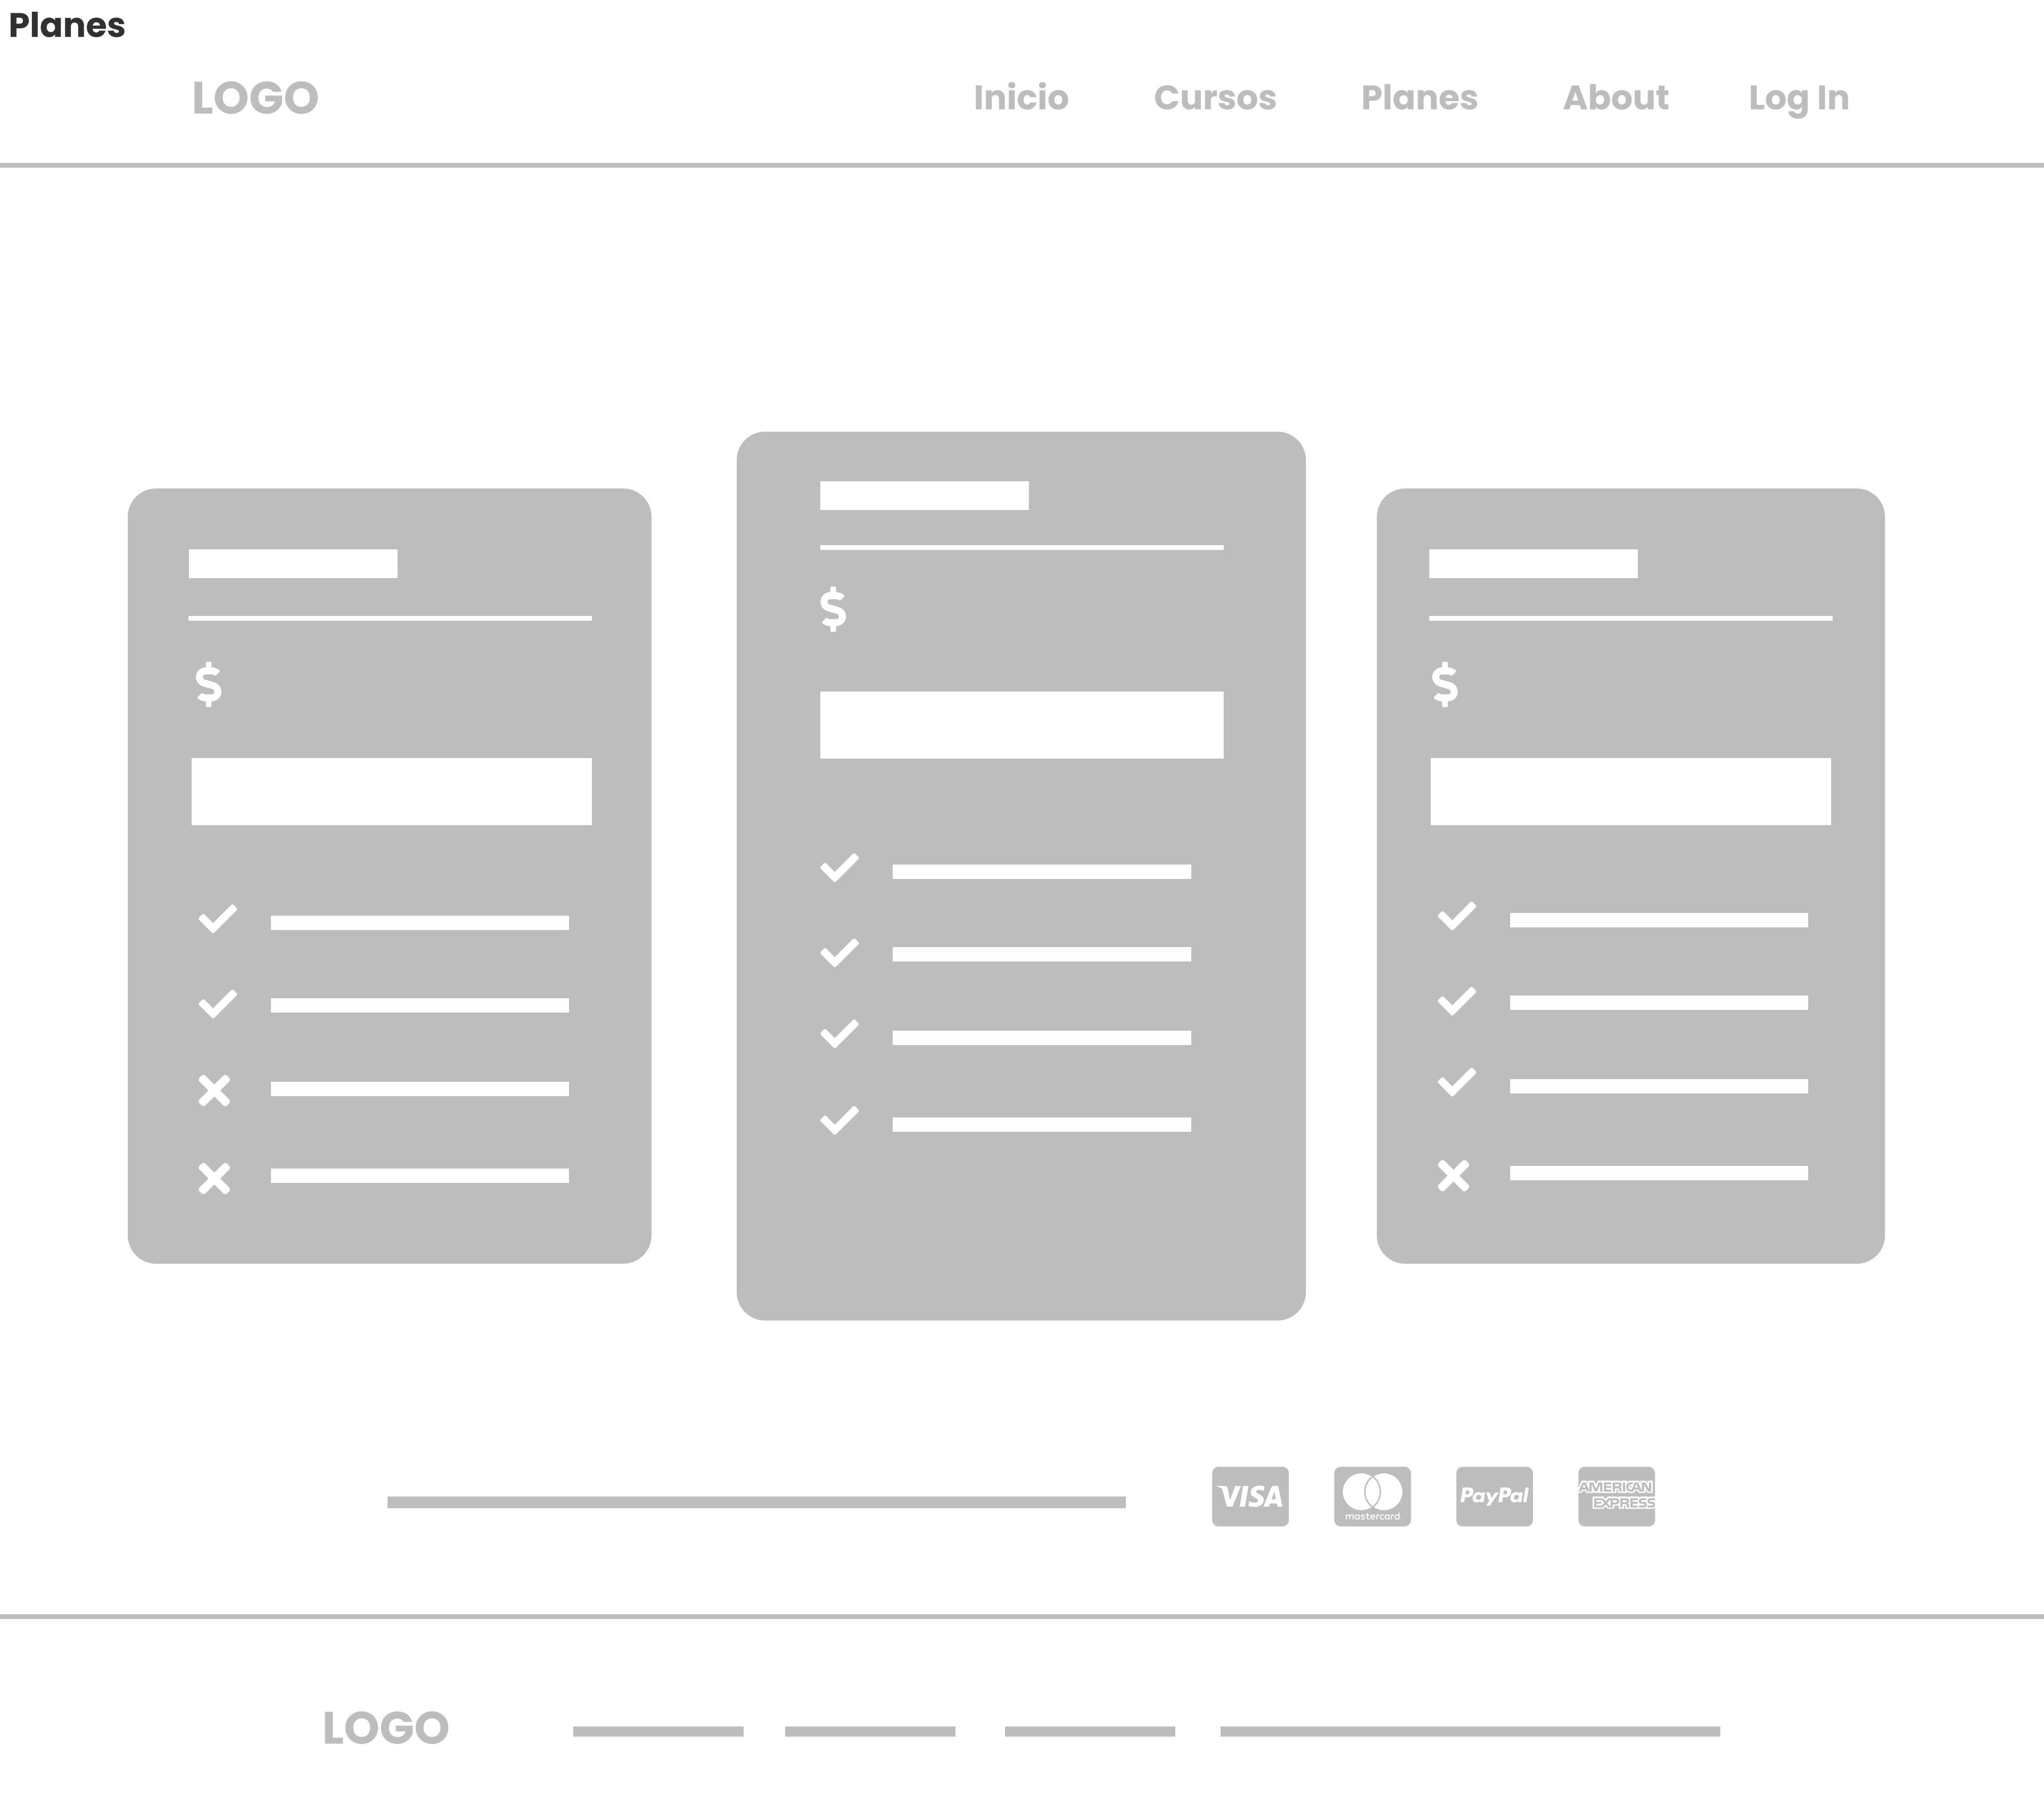 Planes
LOGO Inicio Cursos Planes About Log In
$
$
$
VISA mastercard PayPal AMERICAN EXPRESS
LOGO